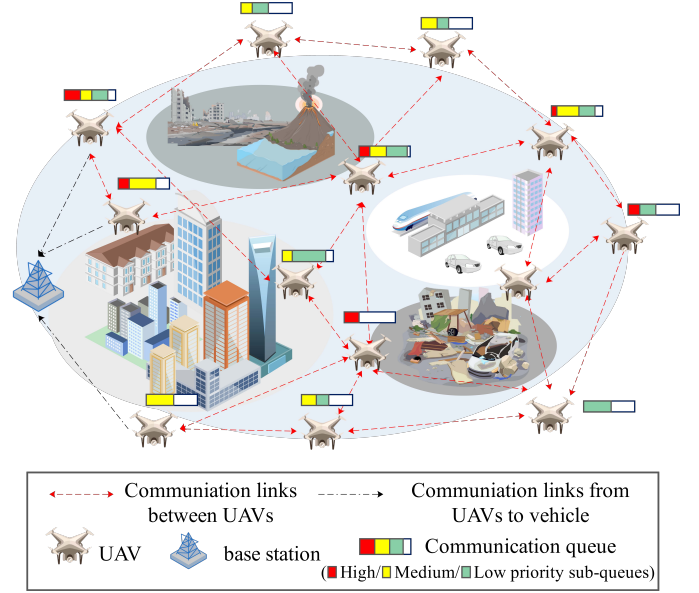 Communiation links
between UAVs
Communiation links from
UAVs to vehicle
UAV
base station
Communication queue
(High/Medium/Low priority sub-queues)